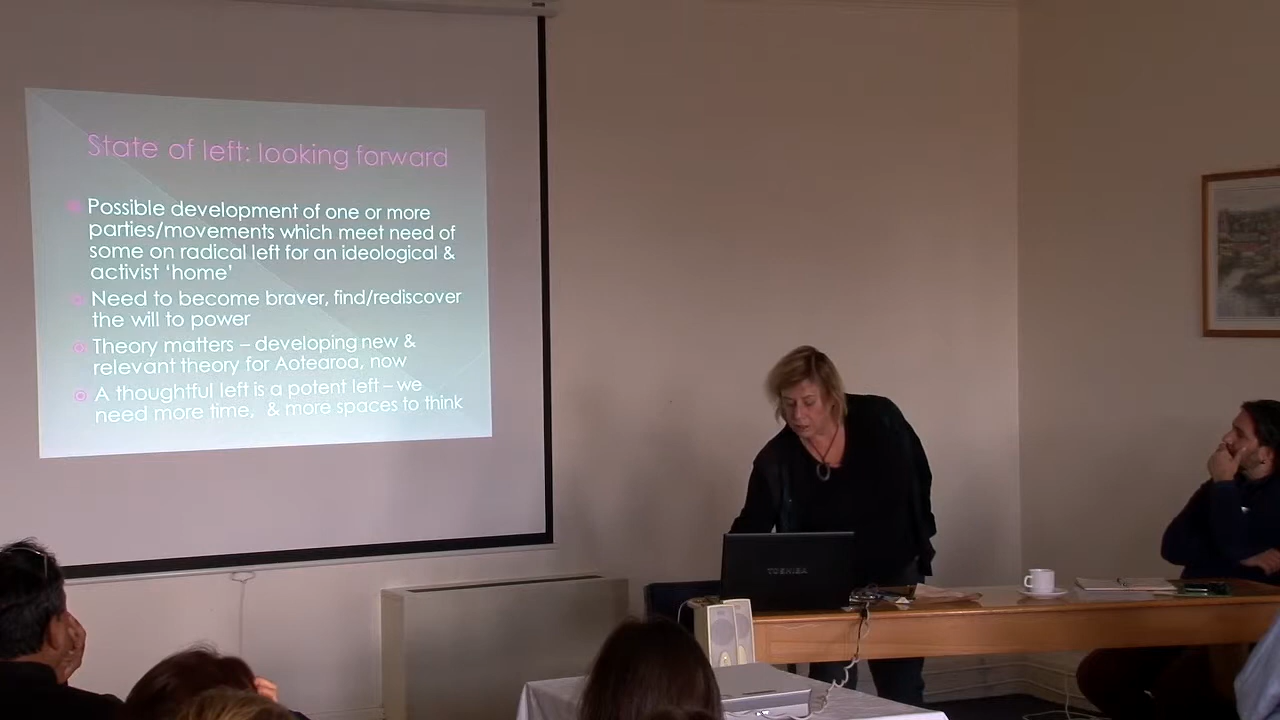 State of left: looking forward
Possible development of one or more
parties/movements which meet need of
some on radical left for an ideological &
activist ‘home’
Need to become braver, find/rediscover
the will to power
Theory matters – developing new &
relevant theory for Aotearoa, now
A thoughtful left is a potent left – we
need more time,  & more spaces to think
TOSHIBA